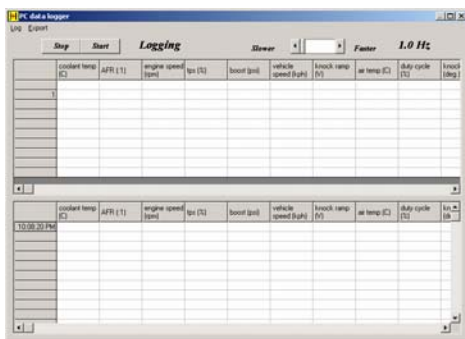 PC data logger
Log Export
Stop Start Logging Slower Faster 1.0 Hz
coolant temp (C) AFR (:1) engine speed (rpm) tps (%) boost (psi) vehicle speed (kph) knock ramp (V) air temp (C) duty cycle (%) knock (deg.)
1
coolant temp (C) AFR (:1) engine speed (rpm) tps (%) boost (psi) vehicle speed (kph) knock ramp (V) air temp (C) duty cycle (%)
10:08:20 PM